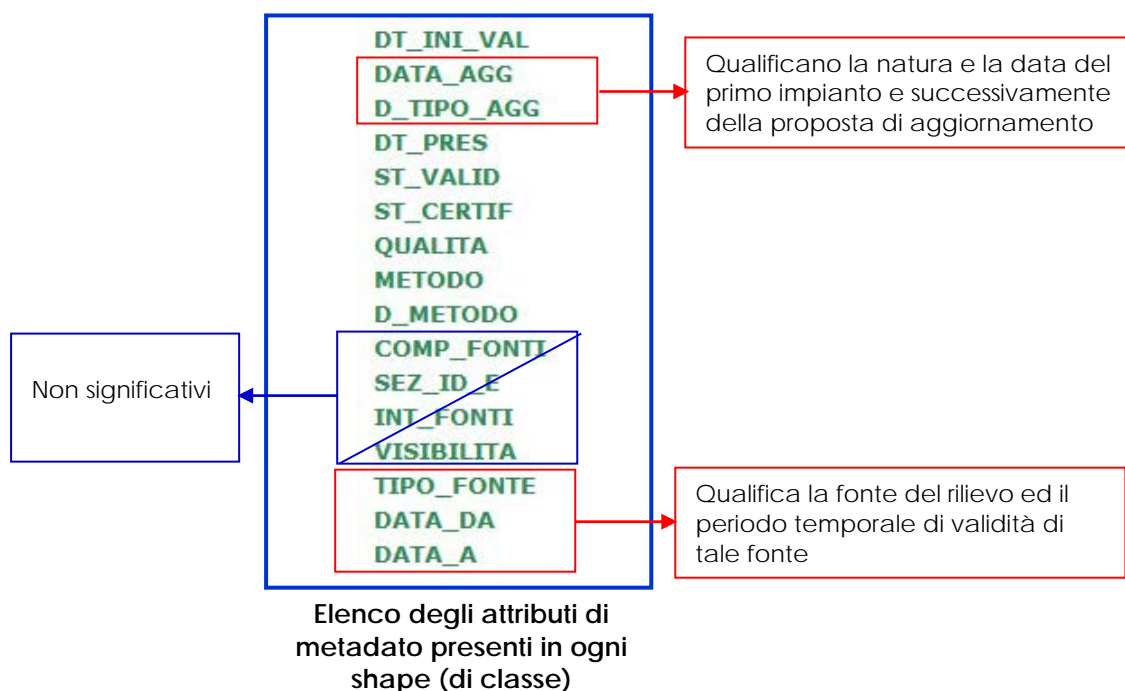 DT_INI_VAL
DATA_AGG
D_TIPO_AGG
DT_PRES
ST_VALID
ST_CERTIF
QUALITA
METODO
D_METODO
COMP_FONTI
SEZ_ID_E
INT_FONTI
VISIBILITA
TIPO_FONTE
DATA_DA
DATA_A
Qualificano la natura e la data del
primo impianto e successivamente
della proposta di aggiornamento
Non significativi
Qualifica la fonte del rilievo ed il
periodo temporale di validità di
tale fonte
Elenco degli attributi di
metadato presenti in ogni
shape (di classe)